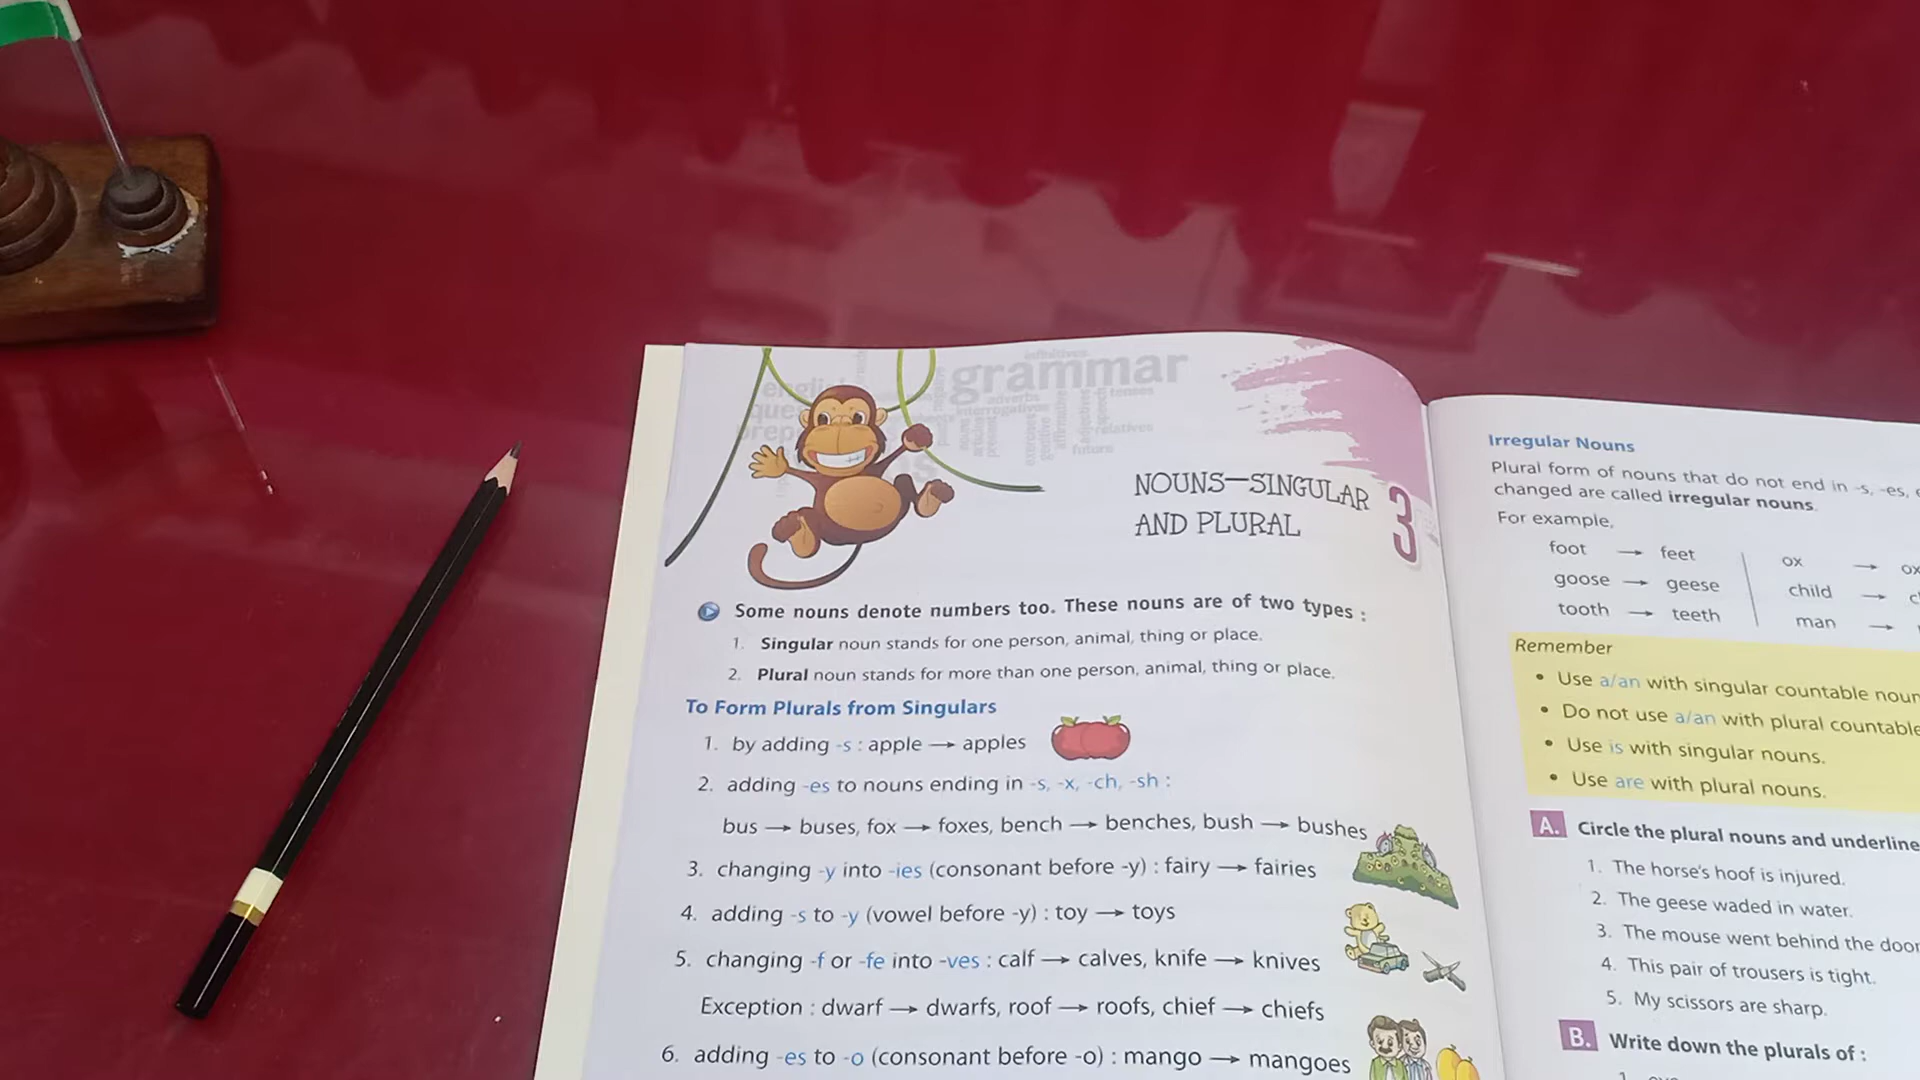 grammar
infinitives
adverbs
tenses
interrogatives
relatives
future
NOUNS—SINGULAR
AND PLURAL
3
Some nouns denote numbers too. These nouns are of two types :
1. Singular noun stands for one person, animal, thing or place.
2. Plural noun stands for more than one person, animal, thing or place.
To Form Plurals from Singulars
1. by adding -s : apple → apples
2. adding -es to nouns ending in -s, -x, -ch, -sh :
bus → buses, fox → foxes, bench → benches, bush → bushes
3. changing -y into -ies (consonant before -y) : fairy → fairies
4. adding -s to -y (vowel before -y) : toy → toys
5. changing -f or -fe into -ves : calf → calves, knife → knives
Exception : dwarf → dwarfs, roof → roofs, chief → chiefs
6. adding -es to -o (consonant before -o) : mango → mangoes
Irregular Nouns
Plural form of nouns that do not end in -s, -es,
changed are called irregular nouns.
For example,
foot → feet ox → ox
goose → geese child →
tooth → teeth man →
Remember
• Use a/an with singular countable noun
• Do not use a/an with plural countable
• Use is with singular nouns.
• Use are with plural nouns.
A. Circle the plural nouns and underline
1. The horse's hoof is injured.
2. The geese waded in water.
3. The mouse went behind the door
4. This pair of trousers is tight.
5. My scissors are sharp.
B. Write down the plurals of :